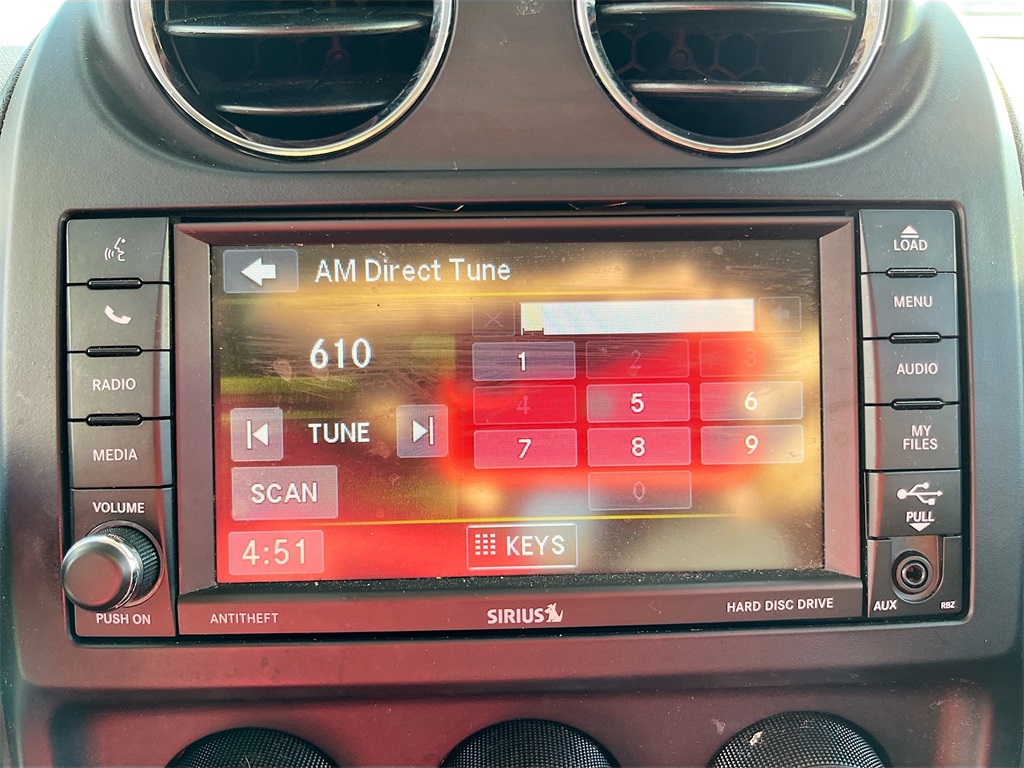 AM Direct Tune
610
TUNE
SCAN
4:51
KEYS
1 2 3
4 5 6
7 8 9
0
RADIO
MEDIA
VOLUME
PUSH ON
LOAD
MENU
AUDIO
MY
FILES
PULL
AUX
RBZ
ANTITHEFT
SIRIUS
HARD DISC DRIVE